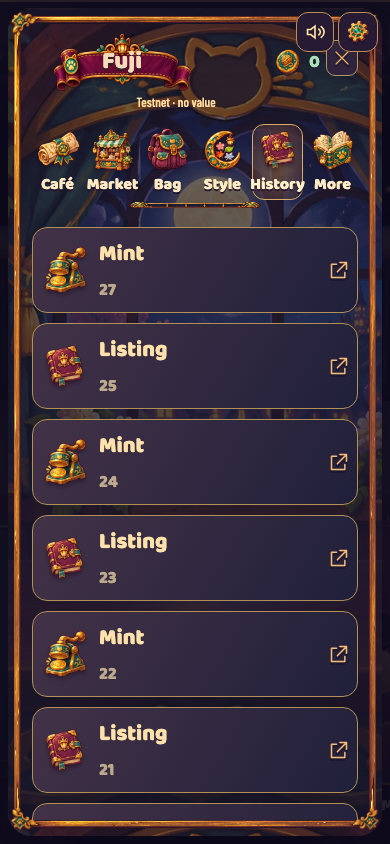 Fuji
0
Testnet · no value
Café Market Bag Style History More
Mint
27
Listing
25
Mint
24
Listing
23
Mint
22
Listing
21